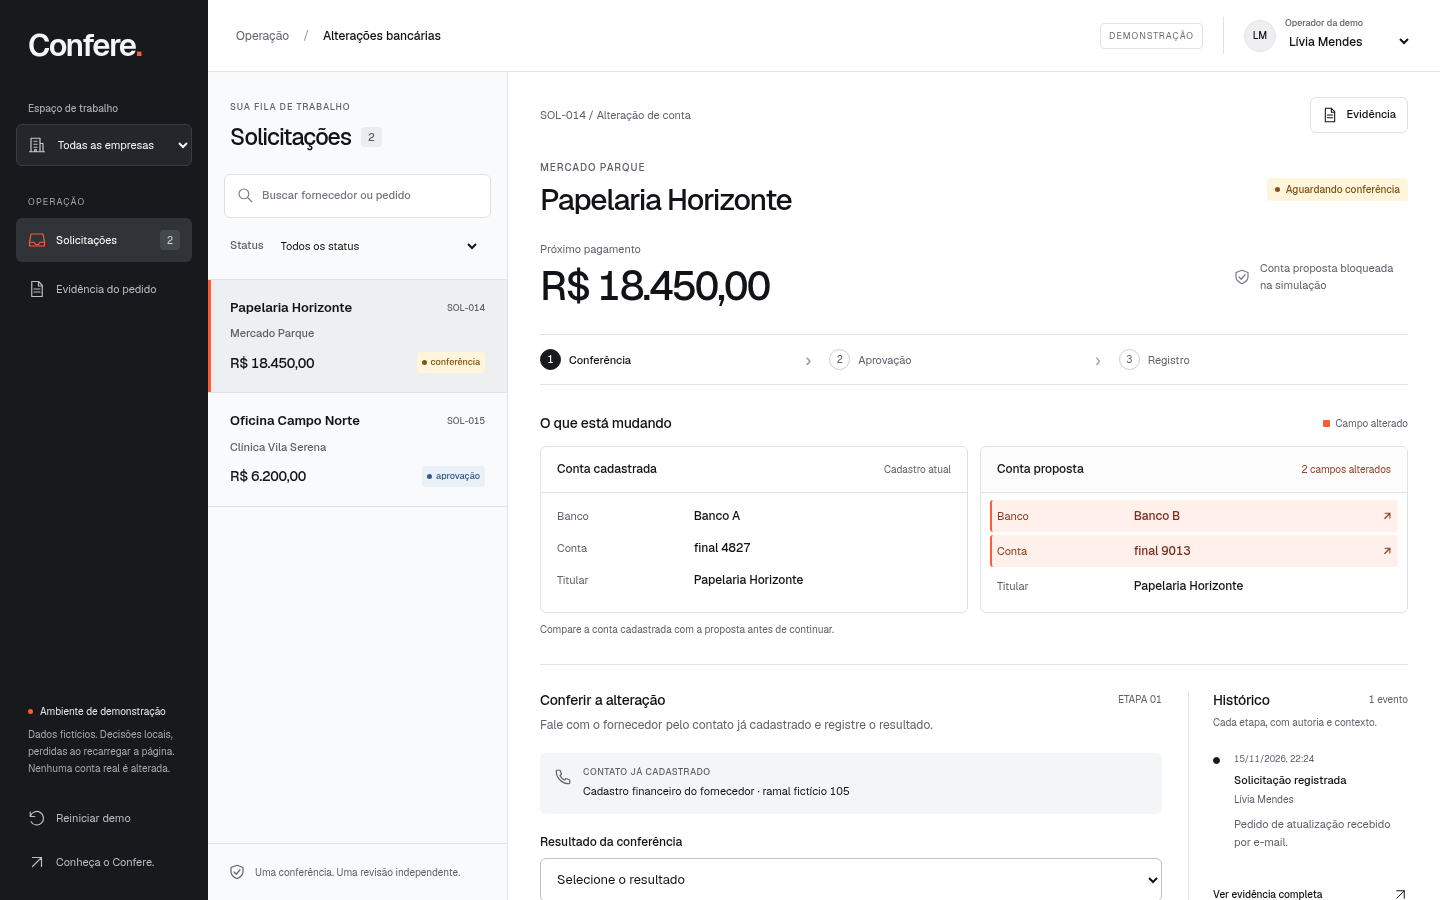 Confere.
Espaço de trabalho
Todas as empresas
OPERAÇÃO
Solicitações 2
Evidência do pedido
Ambiente de demonstração
Dados fictícios. Decisões locais,
perdidas ao recarregar a página.
Nenhuma conta real é alterada.
Reiniciar demo
Conheça o Confere.
Operação / Alterações bancárias
DEMONSTRAÇÃO
LM
Operador da demo
Lívia Mendes
SUA FILA DE TRABALHO
Solicitações 2
Buscar fornecedor ou pedido
Status Todos os status
Papelaria Horizonte SOL-014
Mercado Parque
R$ 18.450,00 conferência
Oficina Campo Norte SOL-015
Clínica Vila Serena
R$ 6.200,00 aprovação
Uma conferência. Uma revisão independente.
SOL-014 / Alteração de conta
Evidência
MERCADO PARQUE
Papelaria Horizonte
Aguardando conferência
Próximo pagamento
R$ 18.450,00
Conta proposta bloqueada
na simulação
1 Conferência › 2 Aprovação › 3 Registro
O que está mudando
Campo alterado
Conta cadastrada Cadastro atual
Banco Banco A
Conta final 4827
Titular Papelaria Horizonte
Conta proposta 2 campos alterados
Banco Banco B
Conta final 9013
Titular Papelaria Horizonte
Compare a conta cadastrada com a proposta antes de continuar.
Conferir a alteração ETAPA 01
Fale com o fornecedor pelo contato já cadastrado e registre o resultado.
CONTATO JÁ CADASTRADO
Cadastro financeiro do fornecedor · ramal fictício 105
Resultado da conferência
Selecione o resultado
Histórico 1 evento
Cada etapa, com autoria e contexto.
15/11/2026, 22:24
Solicitação registrada
Lívia Mendes
Pedido de atualização recebido
por e-mail.
Ver evidência completa